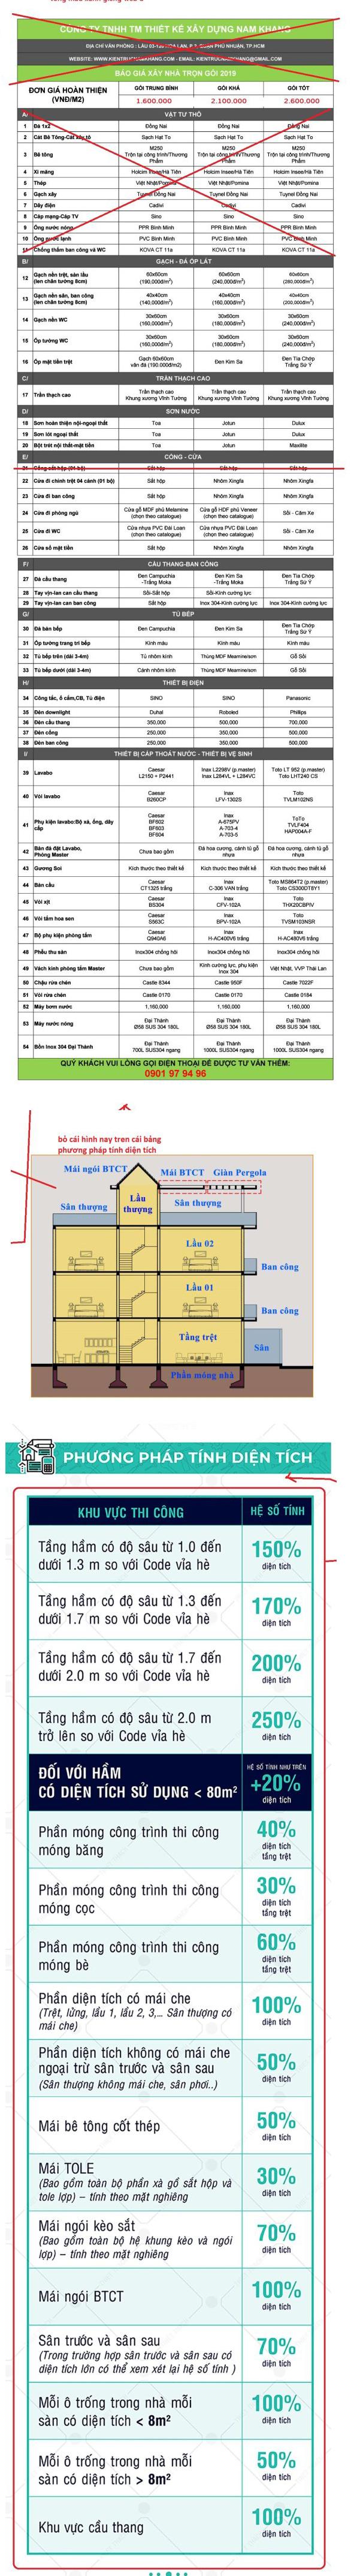 CÔNG TY TNHH TM THIẾT KẾ XÂY DỰNG NAM KHANG
WEBSITE: WWW.KIENTRUCNAMKHANG.COM - EMAIL: KIENTRUCNAMKHANG@GMAIL.COM
BÁO GIÁ XÂY NHÀ TRỌN GÓI 2019
ĐƠN GIÁ HOÀN THIỆN (VNĐ/M2) GÓI TRUNG BÌNH GÓI KHÁ GÓI TỐT
1.600.000 2.100.000 2.600.000
A/ VẬT TƯ THÔ
1 Đá 1x2 Đồng Nai Đồng Nai Đồng Nai
2 Cát Bê Tông-Cát xây tô Sạch Hạt To Sạch Hạt To Sạch Hạt To
3 Bê tông M250 Trộn tại công trình/Thương Phẩm M250 Trộn tại công trình/Thương Phẩm M250 Trộn tại công trình/Thương Phẩm
4 Xi măng Holcim Insee/Hà Tiên Holcim Insee/Hà Tiên Holcim Insee/Hà Tiên
5 Thép Việt Nhật/Pomina Việt Nhật/Pomina Việt Nhật/Pomina
6 Gạch xây Tuynel Đồng Nai Tuynel Đồng Nai Tuynel Đồng Nai
7 Dây điện Cadivi Cadivi Cadivi
8 Cáp mạng-Cáp TV Sino Sino Sino
9 Ông nước nóng PPR Bình Minh PPR Bình Minh PPR Bình Minh
10 Ông nước lạnh PVC Bình Minh PVC Bình Minh PVC Bình Minh
11 Chống thấm ban công và WC KOVA CT 11a KOVA CT 11a KOVA CT 11a
B/ GẠCH - ĐÁ ỐP LÁT
12 Gạch nền trệt, sàn lầu (len chân tường 8cm) 60x60cm (190,000đ/m²) 60x60cm (240,000đ/m²) 80x80cm (280,000đ/m²)
13 Gạch nền sân, ban công (len chân tường 8cm) 40x40cm (140,000đ/m²) 40x40cm (160,000đ/m²) 40x40cm (200,000đ/m²)
14 Gạch nền WC 30x60cm (160,000đ/m²) 30x60cm (180,000đ/m²) 30x60cm (240,000đ/m²)
15 Ốp tường WC 30x60cm (160,000đ/m²) 30x60cm (180,000đ/m²) 30x60cm (240,000đ/m²)
16 Ốp mặt tiền trệt Gạch 60x60cm vân đá (190.000đ/m2) Đen Kim Sa Đen Tia Chớp Trắng Sứ Ý
C/ TRẦN THẠCH CAO
17 Trần thạch cao Trần thạch cao Khung xương Vĩnh Tường Trần thạch cao Khung xương Vĩnh Tường Trần thạch cao Khung xương Vĩnh Tường
D/ SƠN NƯỚC
18 Sơn hoàn thiện nội-ngoại thất Toa Jotun Dulux
19 Sơn lót ngoại thất Toa Jotun Dulux
20 Bột trét nội thất-mặt tiền Toa Jotun Maxilite
E/ CỔNG - CỬA
21 Cổng sắt hộp (01 bộ) Sắt hộp Sắt hộp Sắt hộp
22 Cửa đi chính trệt 04 cánh (01 bộ) Sắt hộp Nhôm Xingfa Nhôm Xingfa
23 Cửa đi ban công Sắt hộp Nhôm Xingfa Nhôm Xingfa
24 Cửa đi phòng ngủ Cửa gỗ MDF phủ Melamine (chọn theo catalogue) Cửa gỗ HDF phủ Veneer (chọn theo catalogue) Sồi - Căm Xe
25 Cửa đi WC Cửa nhựa PVC Đài Loan (chọn theo catalogue) Cửa nhựa PVC Đài Loan (chọn theo catalogue) Sồi - Căm Xe
26 Cửa sổ mặt tiền Sắt hộp Nhôm Xingfa Nhôm Xingfa
F/ CẦU THANG-BAN CÔNG
27 Đá cầu thang Đen Campuchia -Trắng Moka Đen Kim Sa -Trắng Moka Đen Tia Chớp Trắng Sứ Ý
28 Tay vịn-lan can cầu thang Sồi-Sắt hộp Sồi-Kính cường lực
29 Tay vịn-lan can ban công Sắt hộp Inox 304-Kính cường lực Inox 304-Kính cường lực
G/ TỦ BẾP
30 Đá bàn bếp Đen Campuchia Đen Kim Sa Đen Tia Chớp Trắng Sứ Ý
31 Ốp tường trang trí bếp Kính màu Kính màu Kính màu
32 Tủ bếp trên (dài 3-4m) Tủ nhôm kính Gỗ Sồi
33 Tủ bếp dưới (dài 3-4m) Cánh nhôm kính Gỗ Sồi
H/ THIẾT BỊ ĐIỆN
34 Công tắc, ổ cắm,CB, Tủ điện SINO SINO Panasonic
35 Đèn downlight Duhal Roboled Phillips
36 Đèn cầu thang 350,000 500,000 700,000
37 Đèn cổng 250,000 350,000 500,000
38 Đèn ban công 250,000 350,000 500,000
I/ THIẾT BỊ CẤP THOÁT NƯỚC - THIẾT BỊ VỆ SINH
39 Lavabo Caesar L2150 + P2441 Inax L2298V (p.master) Inax L284VL + L284VC Toto LT 952 (p.master) Toto LHT240 CS
40 Vòi lavabo Caesar B260CP Inax LFV-1302S Toto TVLM102NS
41 Phụ kiện lavabo:Bộ xả, ống, dây cấp Caesar BF602 BF603 BF604 Inax A-675PV A-703-4 A-703-5 ToTo TVLF404 HAP004A-F
42 Bàn đá đặt Lavabo, Phòng Master Chưa bao gồm Đá hoa cương, cánh tủ gỗ nhựa Đá hoa cương, cánh tủ gỗ nhựa
43 Gương Soi Kích thước theo thiết kế Kích thước theo thiết kế Kích thước theo thiết kế
44 Bàn cầu Caesar CT1325 trắng Inax C-306 VAN trắng Toto MS864T2 (p.master) Toto CS300DT8Y1
45 Vòi xịt Caesar BS304 Inax CFV-102A Toto THX20CBPIV
46 Vòi tắm hoa sen Caesar S563C Inax BFV-102A Toto TVSM103NSR
47 Bộ phụ kiện phòng tắm Caesar Q940A6 Inax H-AC400V6 trắng Inax H-AC480V6 trắng
48 Phễu thu sàn Inox304 chống hôi Inox304 chống hôi Inox304 chống hôi
49 Vách kính phòng tắm Master Chưa bao gồm Kính cường lực, phụ kiện inox 304 Việt Nhật, VVP Thái Lan
50 Chậu rửa chén Castle 8344 Castle 950F Castle 7022F
51 Vòi rửa chén Castle 0170 Castle 0170 Castle 0184
52 Máy bơm nước 1,160,000 1,160,000 1,160,000
53 Máy nước nóng Đại Thành Ø58 SUS 304 180L Đại Thành Ø58 SUS 304 180L Đại Thành Ø58 SUS 304 180L
54 Bồn Inox 304 Đại Thành Đại Thành 700L SUS304 ngang Đại Thành 1000L SUS304 ngang Đại Thành 1000L SUS304 ngang
QUÝ KHÁCH VUI LÒNG GỌI ĐIỆN THOẠI ĐỂ ĐƯỢC TƯ VẤN THÊM:
0901 97 94 96
bỏ cái hình nay tren cái bảng
phương pháp tính diện tích
Mái ngói BTCT Mái BTCT Giàn Pergola
Sân thượng Lầu thượng Sân thượng
Lầu 02
Ban công
Lầu 01
Ban công
Tầng trệt
Sân
Phần móng nhà
PHƯƠNG PHÁP TÍNH DIỆN TÍCH
KHU VỰC THI CÔNG HỆ SỐ TÍNH
Tầng hầm có độ sâu từ 1.0 đến 150%
dưới 1.3 m so với Code vỉa hè diện tích
Tầng hầm có độ sâu từ 1.3 đến 170%
dưới 1.7 m so với Code vỉa hè diện tích
Tầng hầm có độ sâu từ 1.7 đến 200%
dưới 2.0 m so với Code vỉa hè diện tích
Tầng hầm có độ sâu từ 2.0 m 250%
trở lên so với Code vỉa hè diện tích
ĐỐI VỚI HẦM HỆ SỐ TÍNH NHƯ TRÊN
CÓ DIỆN TÍCH SỬ DỤNG < 80m² +20%
diện tích
Phần móng công trình thi công 40%
móng băng diện tích tầng trệt
Phần móng công trình thi công 30%
móng cọc diện tích tầng trệt
Phần móng công trình thi công 60%
móng bè diện tích tầng trệt
Phần diện tích có mái che 100%
(Trệt, lửng, lầu 1, lầu 2, 3,... Sân thượng có diện tích
mái che)
Phần diện tích không có mái che 50%
ngoại trừ sân trước và sân sau diện tích
(Sân thượng không mái che, sân phơi..)
Mái bê tông cốt thép 50%
diện tích
Mái TOLE 30%
(Bao gồm toàn bộ phần xà gồ sắt hộp và diện tích
tole lợp) – tính theo mặt nghiêng
Mái ngói kèo sắt 70%
(Bao gồm toàn bộ hệ khung kèo và ngói diện tích
lợp) – tính theo mặt nghiêng
Mái ngói BTCT 100%
diện tích
Sân trước và sân sau 70%
(Trong trường hợp sân trước và sân sau có diện tích
diện tích lớn có thể xem xét lại hệ số tính )
Mỗi ô trống trong nhà mỗi 100%
sàn có diện tích < 8m² diện tích
Mỗi ô trống trong nhà mỗi 50%
sàn có diện tích > 8m² diện tích
Khu vực cầu thang 100%
diện tích